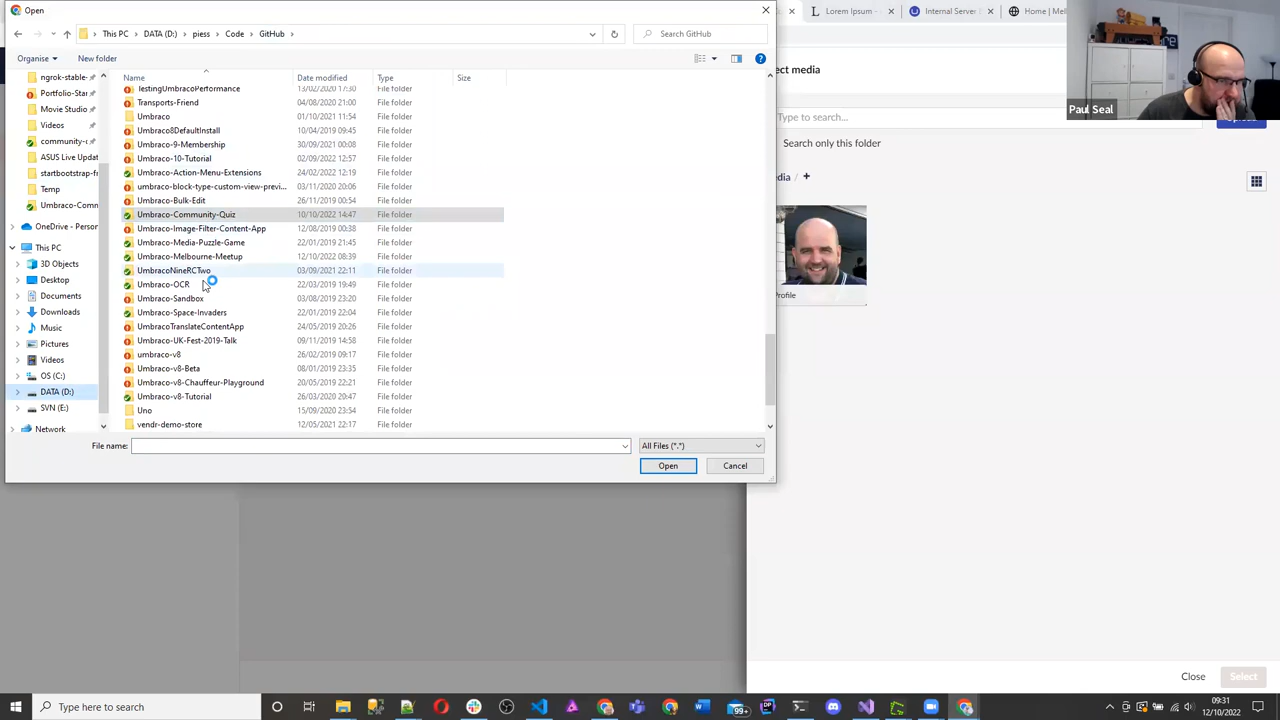 Open
Lorem Ipsum -
Internal Server
Home | Mel
This PC
DATA (D:)
piess
Code
GitHub
Search GitHub
ect media
Organise
New folder
Paul Seal
Name
Date modified
Type
Size
ngrok-stable-
TestingUmbracoPerformance
13/02/2020 17:30
File folder
Portfolio-Star
Transports-Friend
04/08/2020 21:00
File folder
Movie Studio
Umbraco
01/10/2021 11:54
File folder
Type to search...
Videos
Umbraco8DefaultInstall
10/04/2019 09:45
File folder
community-c
Umbraco-9-Membership
30/09/2021 00:08
File folder
Search only this folder
ASUS Live Updat
Umbraco-10-Tutorial
02/02/2022 12:57
File folder
startbootstrap-fr
Umbraco-Action-Menu-Extensions
24/02/2022 12:19
File folder
edia / +
Temp
umbraco-block-type-custom-view-previ...
03/11/2020 20:06
File folder
Umbraco-Comm
Umbraco-Bulk-Edit
26/11/2019 00:54
File folder
Umbraco-Community-Quiz
10/10/2022 14:47
File folder
OneDrive - Person
Umbraco-Image-Filter-Content-App
12/08/2019 00:38
File folder
This PC
Umbraco-Media-Puzzle-Game
22/01/2019 21:45
File folder
3D Objects
Umbraco-Melbourne-Meetup
12/10/2022 08:39
File folder
Desktop
UmbracoNineRCTwo
03/09/2021 22:11
File folder
Documents
Umbraco-OCR
22/03/2019 19:49
File folder
Profile
Downloads
Umbraco-Sandbox
03/08/2019 23:20
File folder
Music
Umbraco-Space-Invaders
22/01/2019 22:04
File folder
Pictures
UmbracoTranslateContentApp
24/05/2019 20:26
File folder
Videos
Umbraco-UK-Fest-2019-Talk
09/11/2019 14:58
File folder
OS (C:)
umbraco-v8
26/02/2019 09:17
File folder
DATA (D:)
Umbraco-v8-Beta
08/01/2019 23:35
File folder
SVN (E:)
Umbraco-v8-Chauffeur-Playground
20/05/2019 22:21
File folder
Umbraco-v8-Tutorial
26/03/2020 20:47
File folder
Network
Uno
15/09/2020 23:54
File folder
vendr-demo-store
12/05/2021 22:17
File folder
File name:
All Files (*.*)
Open
Cancel
Close
Select
Type here to search
99+
09:31
12/10/2022